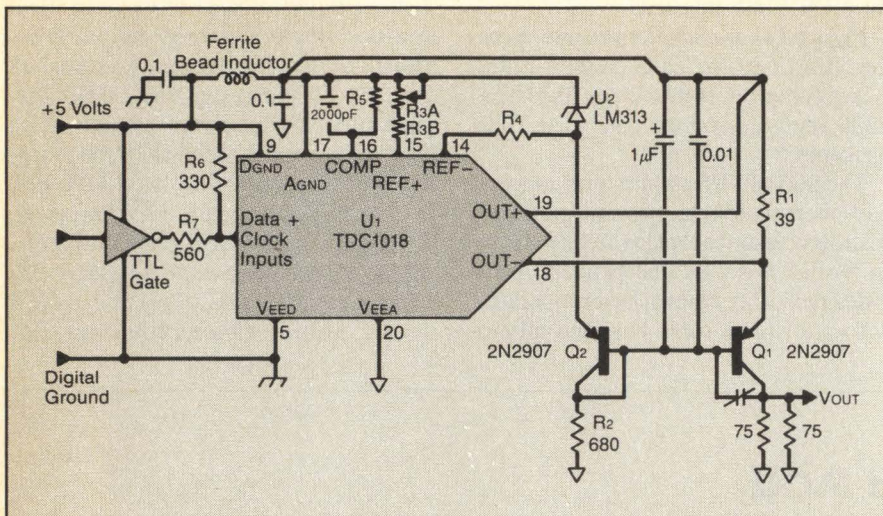 Ferrite
Bead Inductor
0.1
+5 Volts
0.1
2000pF
R5
R3A
R3B
R4
U2
LM313
1µF
0.01
R6
330
9
17
16
15
14
DGND
AGND
COMP
REF+
REF−
R1
39
19
OUT+
Data +
Clock
Inputs
U1
TDC1018
R7
560
TTL
Gate
OUT−
18
VEED
VEEA
5
20
Digital
Ground
2N2907
Q2
Q1
2N2907
VOUT
R2
680
75
75